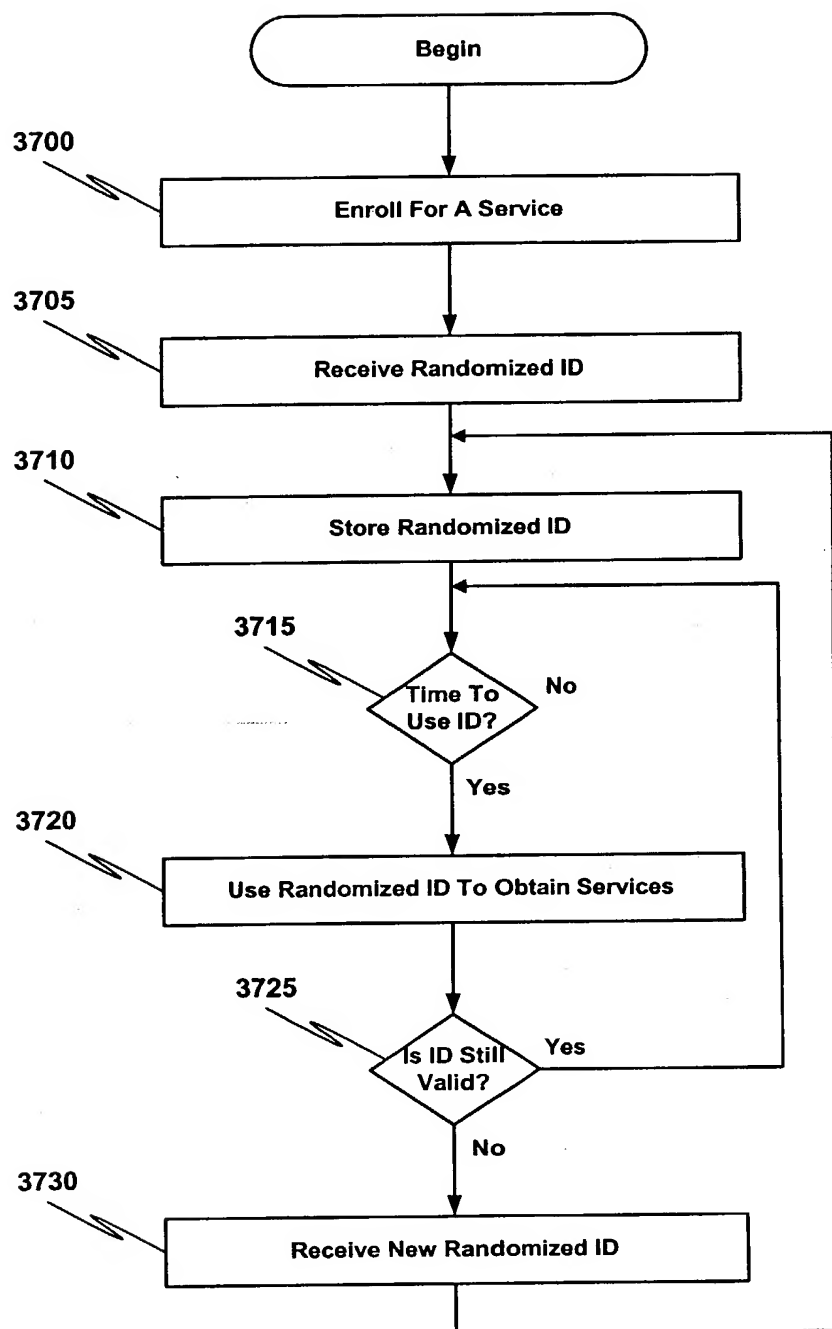 Begin
3700
Enroll For A Service
3705
Receive Randomized ID
3710
Store Randomized ID
3715
Time To
Use ID?
No
Yes
3720
Use Randomized ID To Obtain Services
3725
Is ID Still
Valid?
Yes
No
3730
Receive New Randomized ID